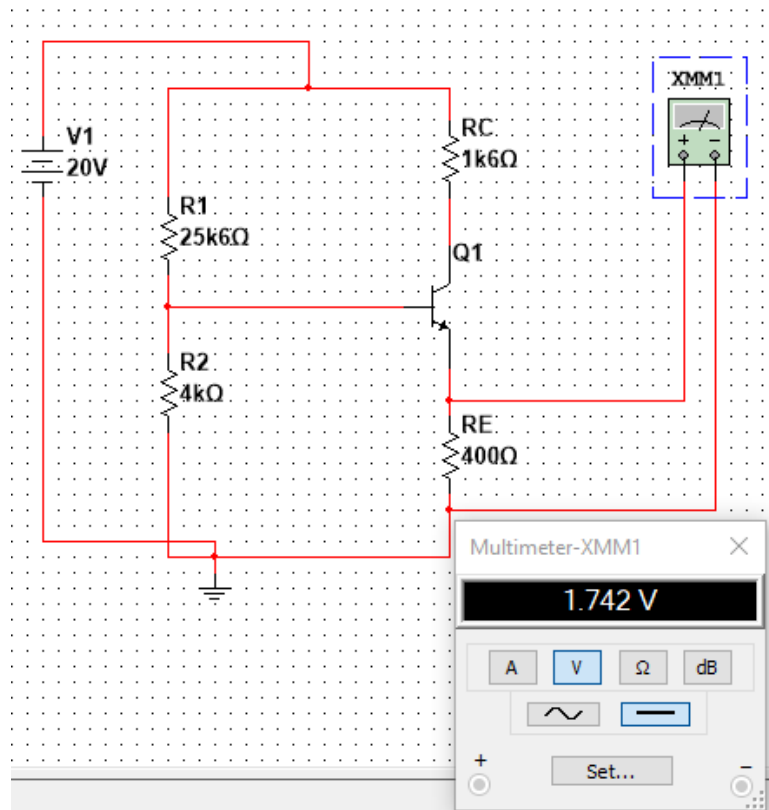 XMM1
+ −
V1
20V
RC
1k6Ω
R1
25k6Ω
Q1
R2
4kΩ
RE
400Ω
Multimeter-XMM1
1.742 V
A V Ω dB
+ Set... −